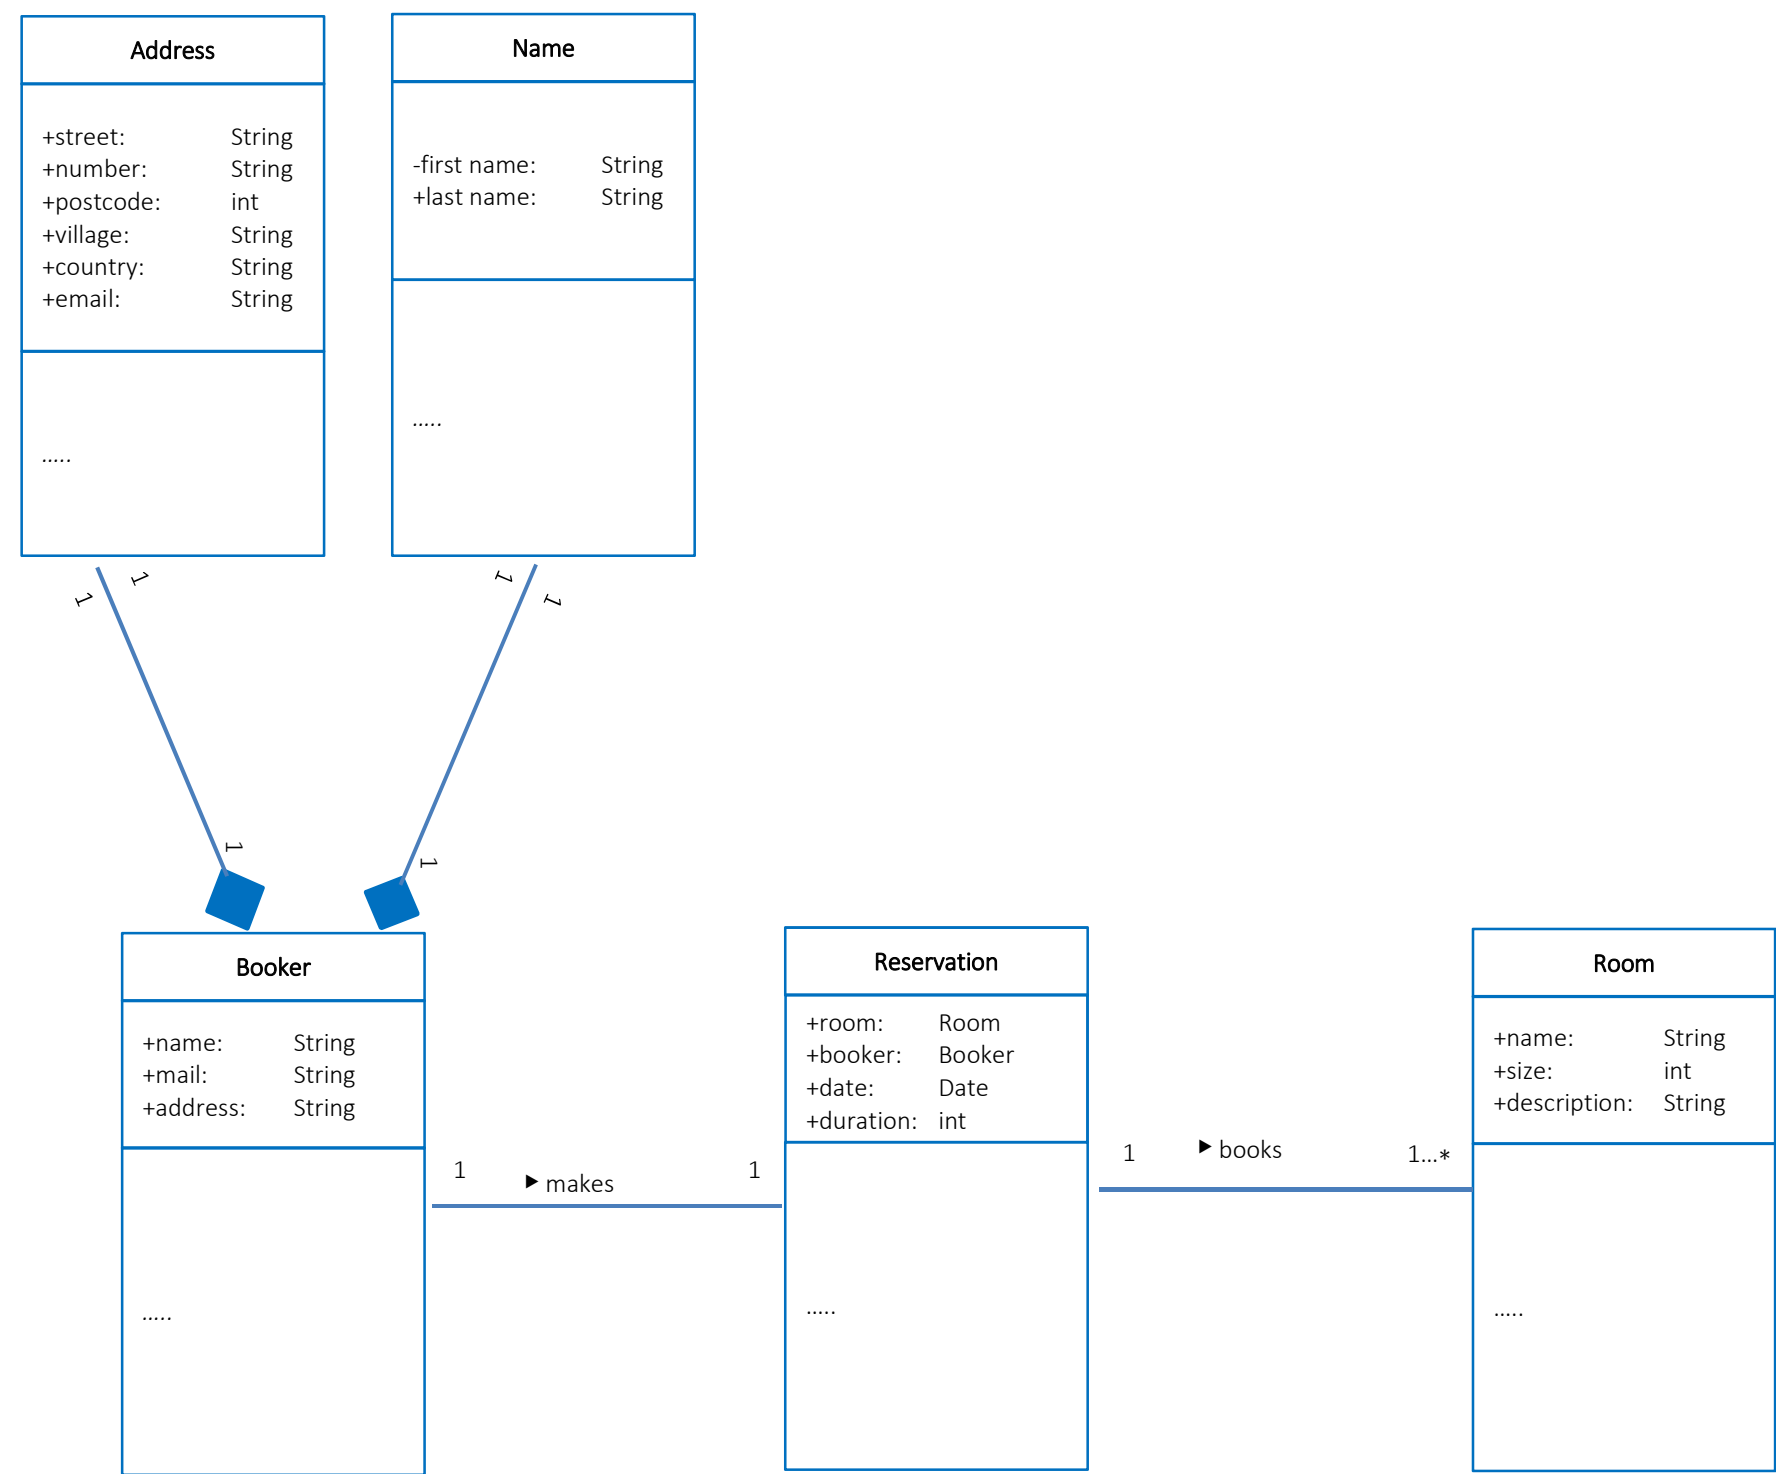 Address
+street: String
+number: String
+postcode: int
+village: String
+country: String
+email: String
.....
Name
-first name: String
+last name: String
.....
1
1
1
1
1
1
Booker
+name: String
+mail: String
+address: String
.....
1
▶ makes
1
Reservation
+room: Room
+booker: Booker
+date: Date
+duration: int
.....
1
▶ books
1...*
Room
+name: String
+size: int
+description: String
.....